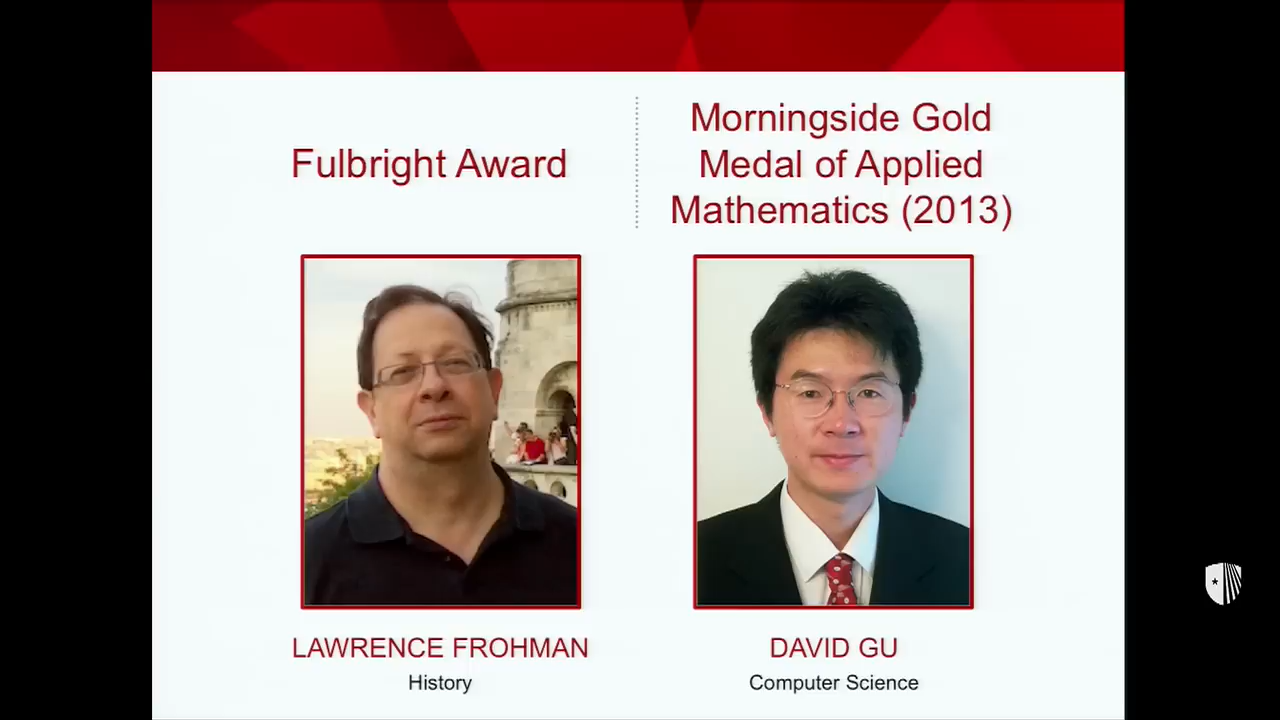 Fulbright Award
Morningside Gold
Medal of Applied
Mathematics (2013)
LAWRENCE FROHMAN
History
DAVID GU
Computer Science